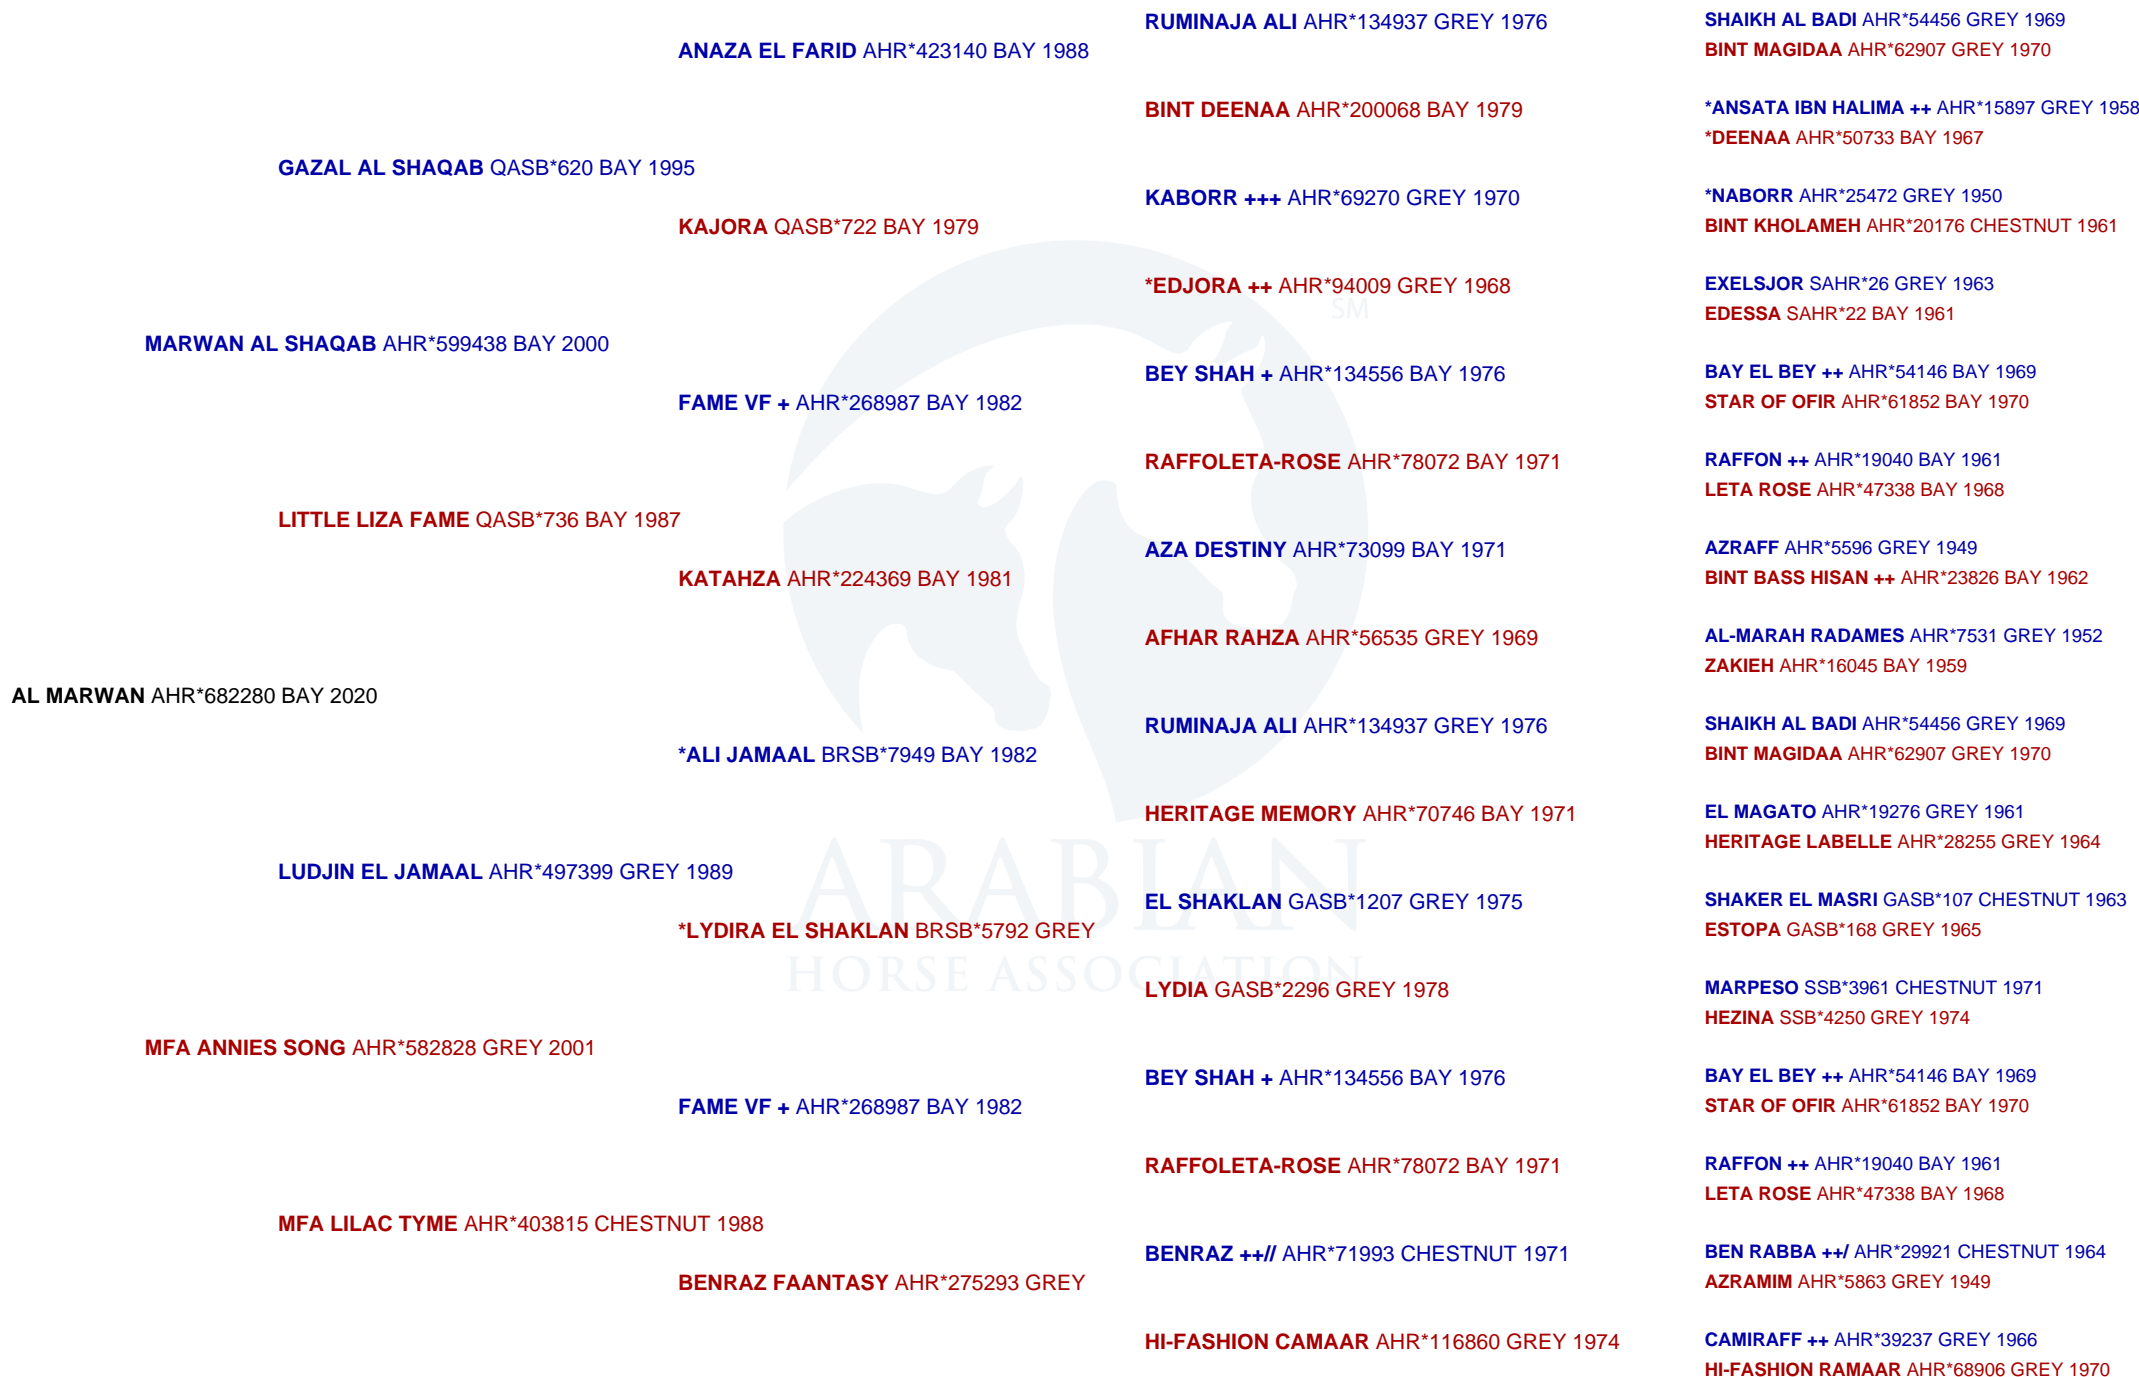 RUMINAJA ALI AHR*134937 GREY 1976
SHAIKH AL BADI AHR*54456 GREY 1969
BINT MAGIDAA AHR*62907 GREY 1970
ANAZA EL FARID AHR*423140 BAY 1988
BINT DEENAA AHR*200068 BAY 1979
*ANSATA IBN HALIMA ++ AHR*15897 GREY 1958
*DEENAA AHR*50733 BAY 1967
GAZAL AL SHAQAB QASB*620 BAY 1995
KABORR +++ AHR*69270 GREY 1970
*NABORR AHR*25472 GREY 1950
BINT KHOLAMEH AHR*20176 CHESTNUT 1961
KAJORA QASB*722 BAY 1979
*EDJORA ++ AHR*94009 GREY 1968
EXELSJOR SAHR*26 GREY 1963
EDESSA SAHR*22 BAY 1961
SM
MARWAN AL SHAQAB AHR*599438 BAY 2000
BEY SHAH + AHR*134556 BAY 1976
BAY EL BEY ++ AHR*54146 BAY 1969
STAR OF OFIR AHR*61852 BAY 1970
FAME VF + AHR*268987 BAY 1982
RAFFOLETA-ROSE AHR*78072 BAY 1971
RAFFON ++ AHR*19040 BAY 1961
LETA ROSE AHR*47338 BAY 1968
LITTLE LIZA FAME QASB*736 BAY 1987
AZA DESTINY AHR*73099 BAY 1971
AZRAFF AHR*5596 GREY 1949
BINT BASS HISAN ++ AHR*23826 BAY 1962
KATAHZA AHR*224369 BAY 1981
AFHAR RAHZA AHR*56535 GREY 1969
AL-MARAH RADAMES AHR*7531 GREY 1952
ZAKIEH AHR*16045 BAY 1959
AL MARWAN AHR*682280 BAY 2020
RUMINAJA ALI AHR*134937 GREY 1976
SHAIKH AL BADI AHR*54456 GREY 1969
BINT MAGIDAA AHR*62907 GREY 1970
*ALI JAMAAL BRSB*7949 BAY 1982
HERITAGE MEMORY AHR*70746 BAY 1971
EL MAGATO AHR*19276 GREY 1961
HERITAGE LABELLE AHR*28255 GREY 1964
LUDJIN EL JAMAAL AHR*497399 GREY 1989
ARABIAN
EL SHAKLAN GASB*1207 GREY 1975
SHAKER EL MASRI GASB*107 CHESTNUT 1963
ESTOPA GASB*168 GREY 1965
*LYDIRA EL SHAKLAN BRSB*5792 GREY
HORSE ASSOCIATION
LYDIA GASB*2296 GREY 1978
MARPESO SSB*3961 CHESTNUT 1971
HEZINA SSB*4250 GREY 1974
MFA ANNIES SONG AHR*582828 GREY 2001
BEY SHAH + AHR*134556 BAY 1976
BAY EL BEY ++ AHR*54146 BAY 1969
STAR OF OFIR AHR*61852 BAY 1970
FAME VF + AHR*268987 BAY 1982
RAFFOLETA-ROSE AHR*78072 BAY 1971
RAFFON ++ AHR*19040 BAY 1961
LETA ROSE AHR*47338 BAY 1968
MFA LILAC TYME AHR*403815 CHESTNUT 1988
BENRAZ ++// AHR*71993 CHESTNUT 1971
BEN RABBA ++/ AHR*29921 CHESTNUT 1964
AZRAMIM AHR*5863 GREY 1949
BENRAZ FAANTASY AHR*275293 GREY
HI-FASHION CAMAAR AHR*116860 GREY 1974
CAMIRAFF ++ AHR*39237 GREY 1966
HI-FASHION RAMAAR AHR*68906 GREY 1970